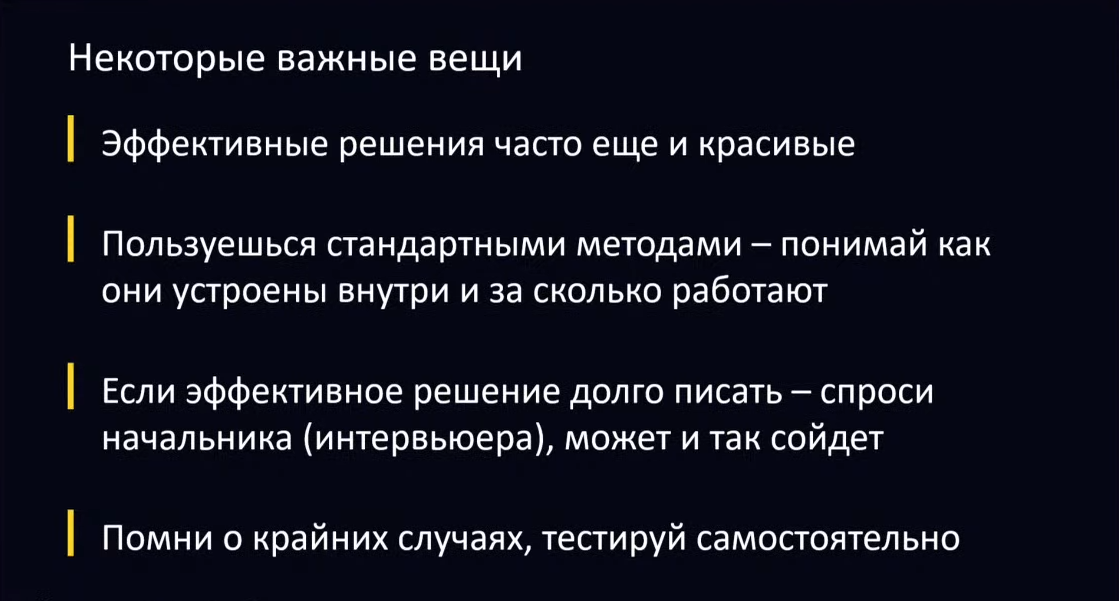 Некоторые важные вещи
Эффективные решения часто еще и красивые
Пользуешься стандартными методами – понимай как
они устроены внутри и за сколько работают
Если эффективное решение долго писать – спроси
начальника (интервьюера), может и так сойдет
Помни о крайних случаях, тестируй самостоятельно